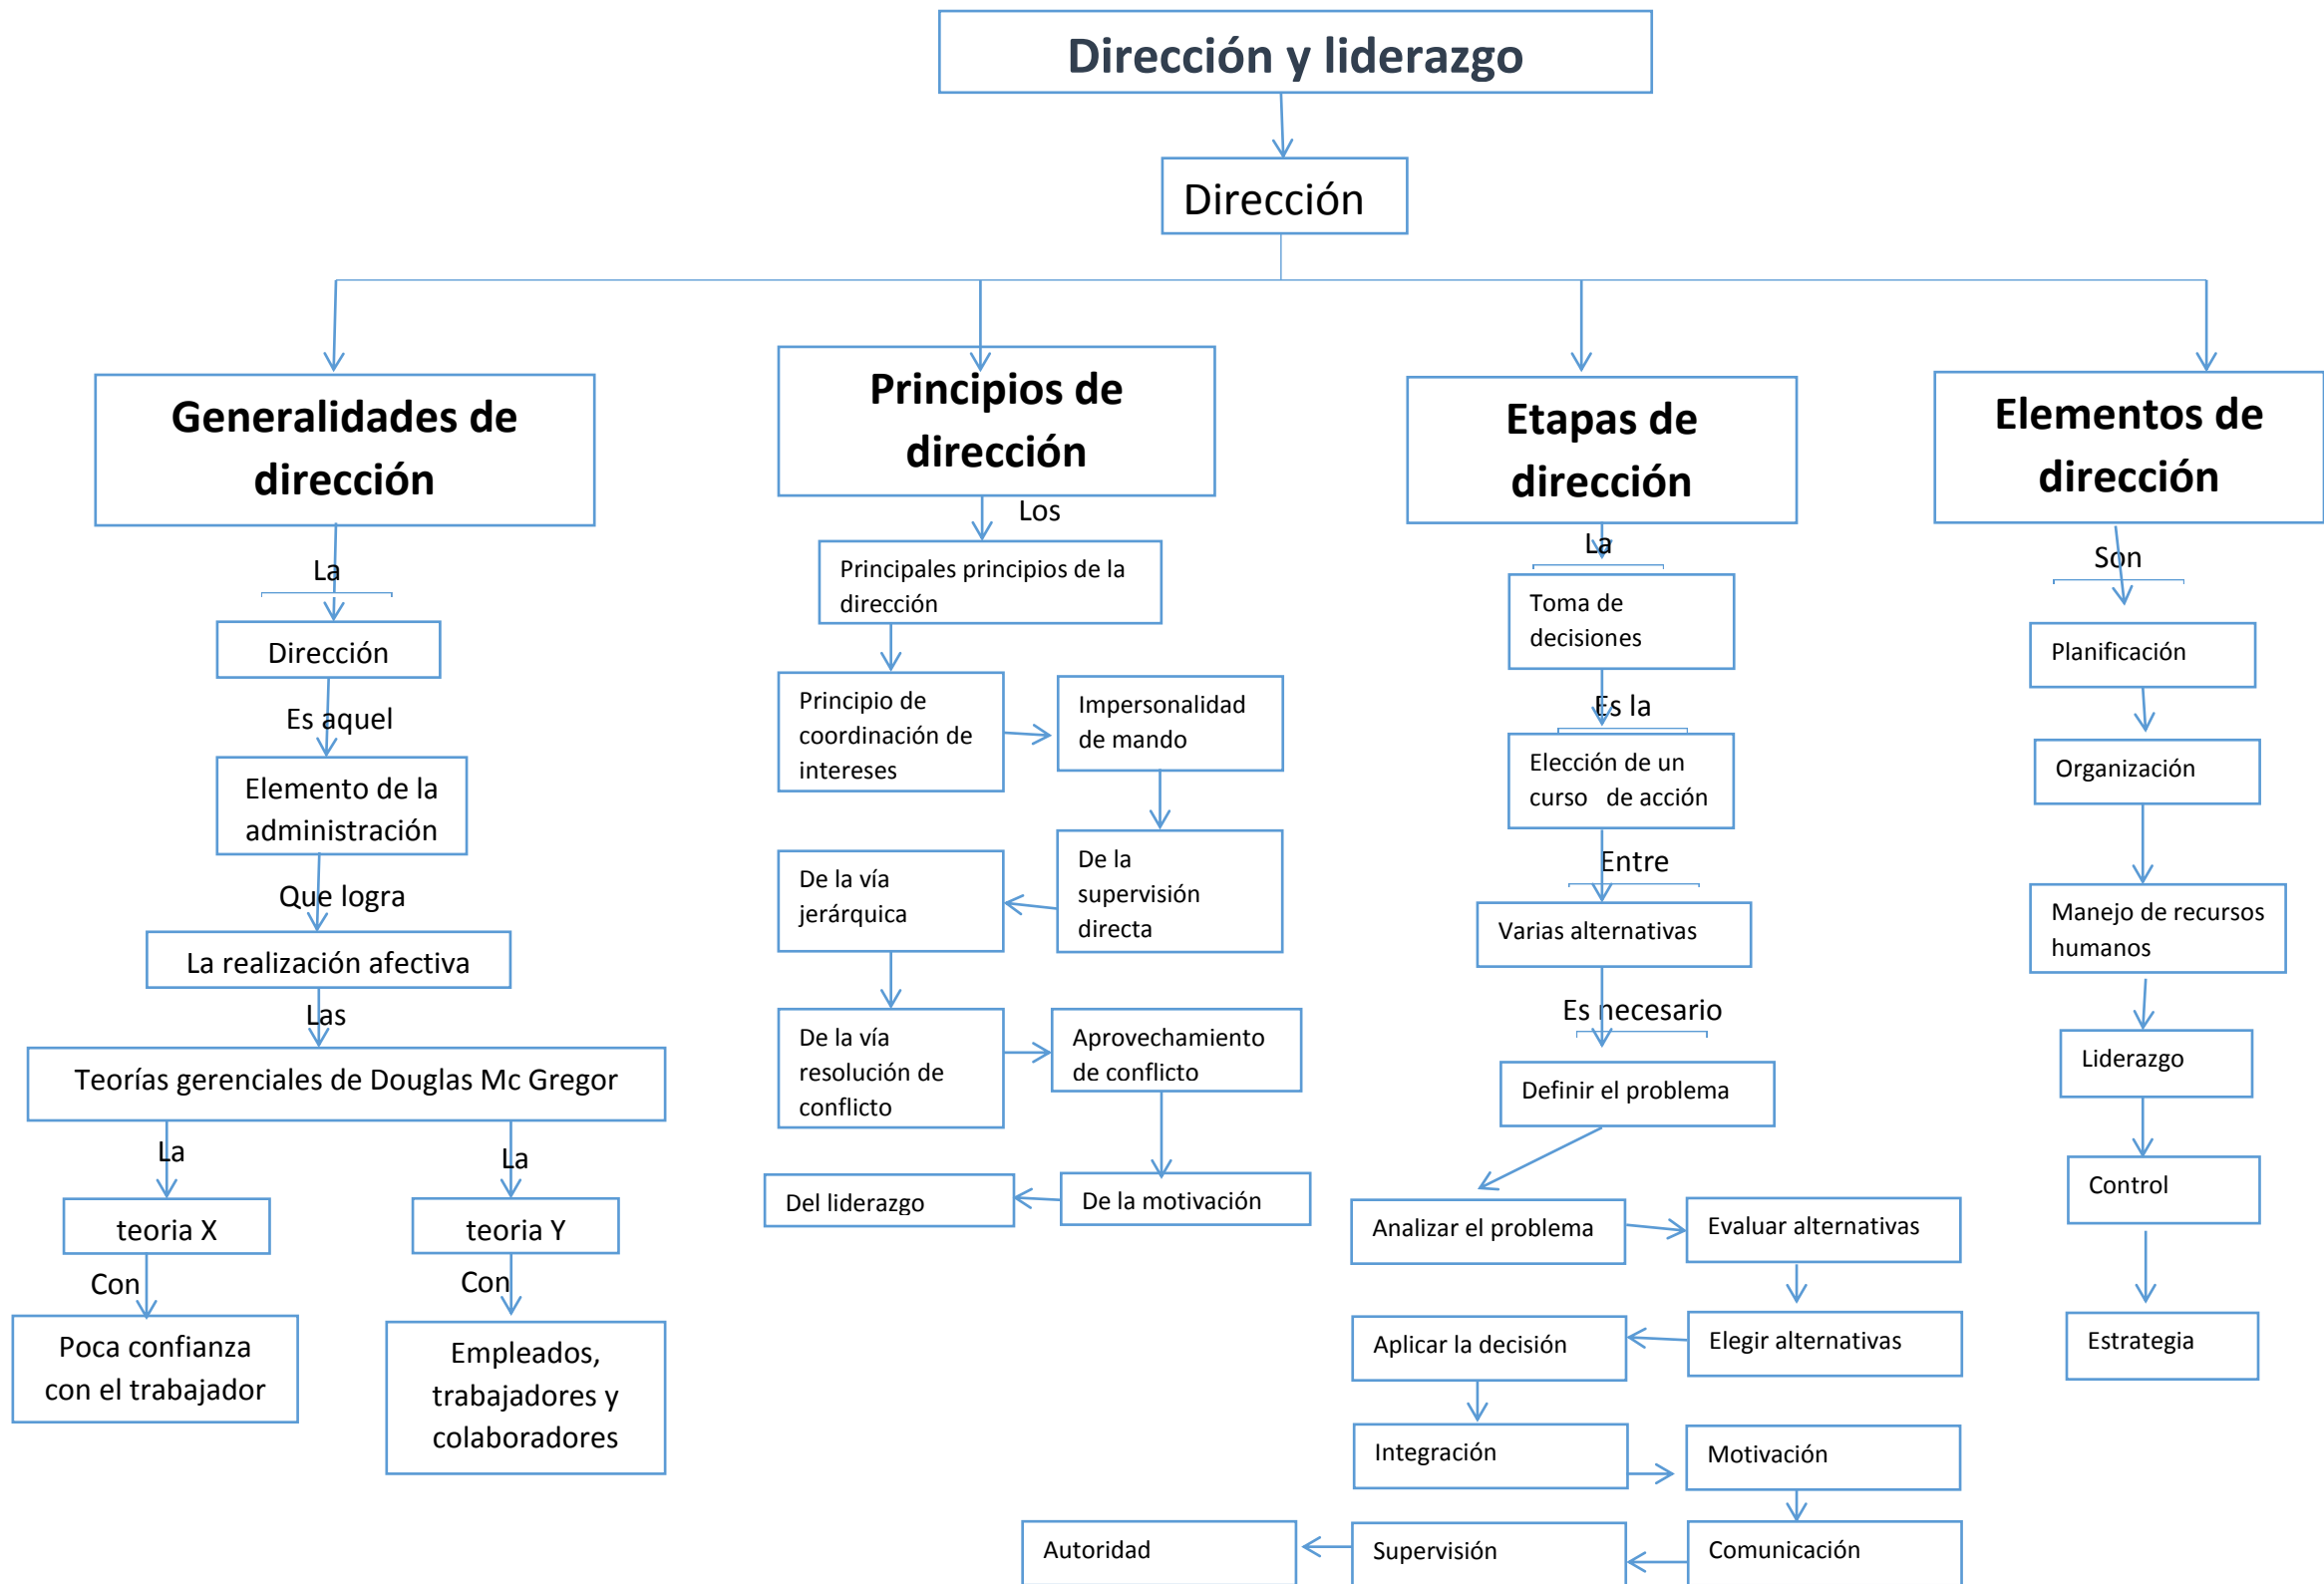 Dirección y liderazgo
Dirección
Generalidades de
dirección
La
Dirección
Es aquel
Elemento de la
administración
Que logra
La realización afectiva
Las
Teorías gerenciales de Douglas Mc Gregor
La
teoria X
Con
Poca confianza
con el trabajador
La
teoria Y
Con
Empleados,
trabajadores y
colaboradores
Principios de
dirección
Los
Principales principios de la
dirección
Principio de
coordinación de
intereses
Impersonalidad
de mando
De la
supervisión
directa
De la vía
jerárquica
De la vía
resolución de
conflicto
Aprovechamiento
de conflicto
De la motivación
Del liderazgo
Etapas de
dirección
La
Toma de
decisiones
Es la
Elección de un
curso de acción
Entre
Varias alternativas
Es necesario
Definir el problema
Analizar el problema
Evaluar alternativas
Elegir alternativas
Aplicar la decisión
Integración
Motivación
Comunicación
Supervisión
Autoridad
Elementos de
dirección
Son
Planificación
Organización
Manejo de recursos
humanos
Liderazgo
Control
Estrategia